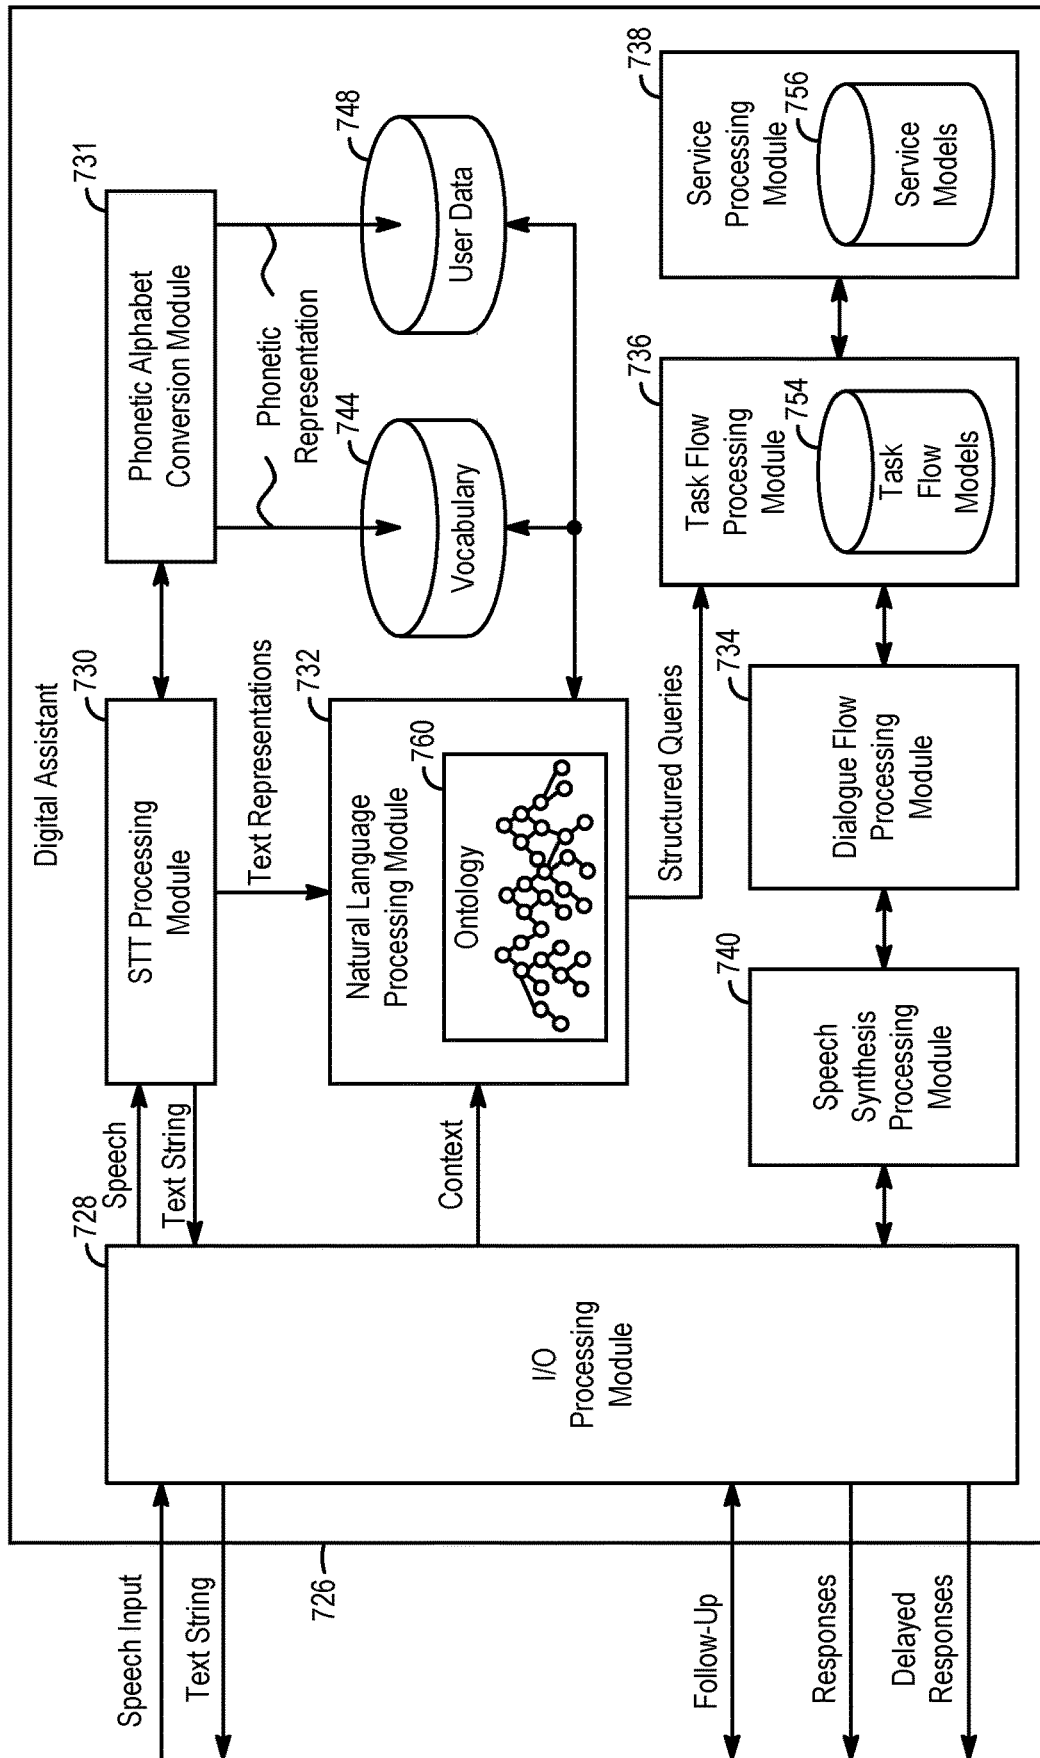 Digital Assistant
726
Speech Input
Text String
Follow-Up
Responses
Delayed
Responses
728
I/O
Processing
Module
Speech
Text String
Context
730
STT Processing
Module
Text Representations
731
Phonetic Alphabet
Conversion Module
Phonetic
Representation
732
Natural Language
Processing Module
760
Ontology
744
Vocabulary
748
User Data
Structured Queries
740
Speech
Synthesis
Processing
Module
734
Dialogue Flow
Processing
Module
736
Task Flow
Processing
Module
754
Task
Flow
Models
738
Service
Processing
Module
756
Service
Models